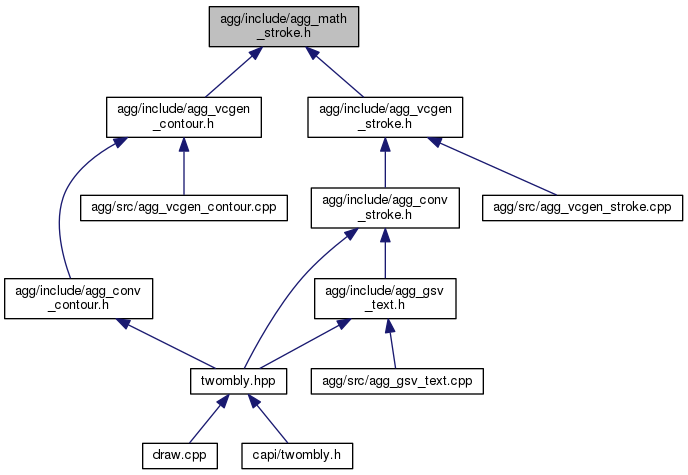 agg/include/agg_math
_stroke.h
agg/include/agg_vcgen
_contour.h
agg/include/agg_vcgen
_stroke.h
agg/src/agg_vcgen_contour.cpp
agg/include/agg_conv
_stroke.h
agg/src/agg_vcgen_stroke.cpp
agg/include/agg_conv
_contour.h
agg/include/agg_gsv
_text.h
twombly.hpp
agg/src/agg_gsv_text.cpp
draw.cpp
capi/twombly.h